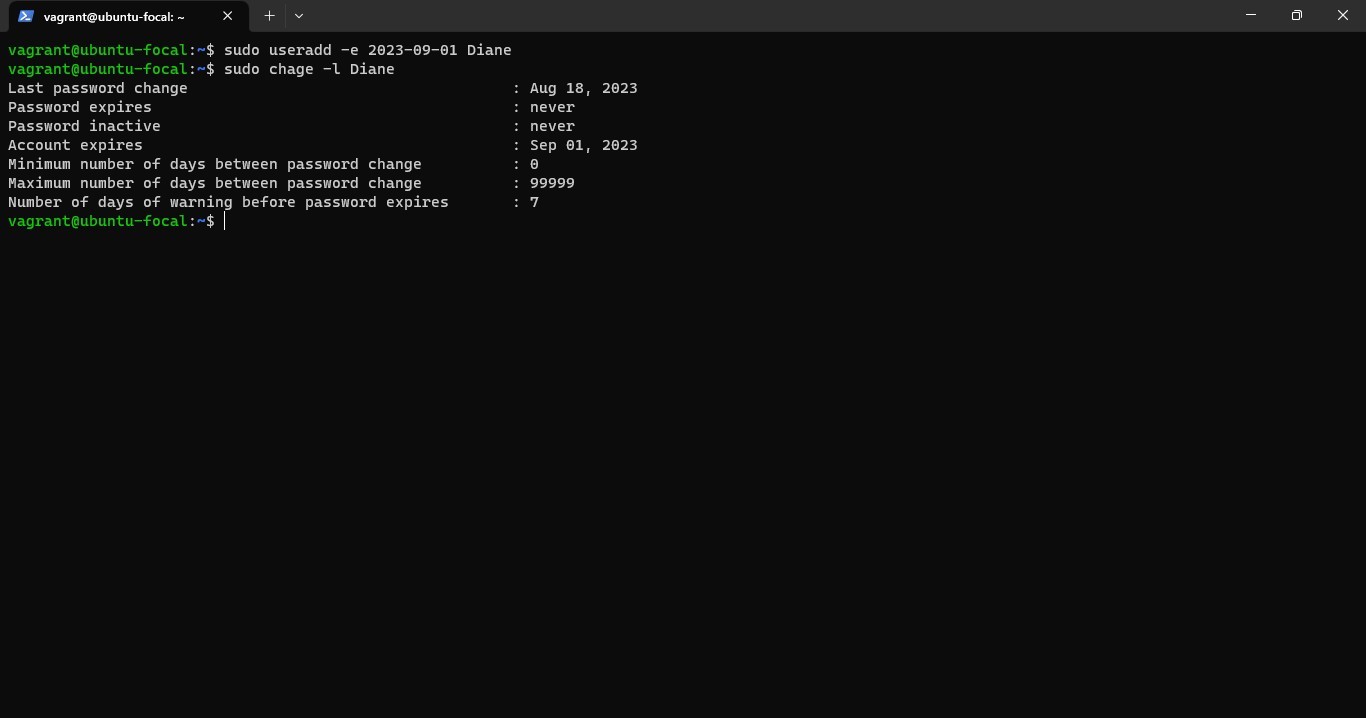 vagrant@ubuntu-focal: ~
vagrant@ubuntu-focal:~$ sudo useradd -e 2023-09-01 Diane
vagrant@ubuntu-focal:~$ sudo chage -l Diane
Last password change : Aug 18, 2023
Password expires : never
Password inactive : never
Account expires : Sep 01, 2023
Minimum number of days between password change : 0
Maximum number of days between password change : 99999
Number of days of warning before password expires : 7
vagrant@ubuntu-focal:~$